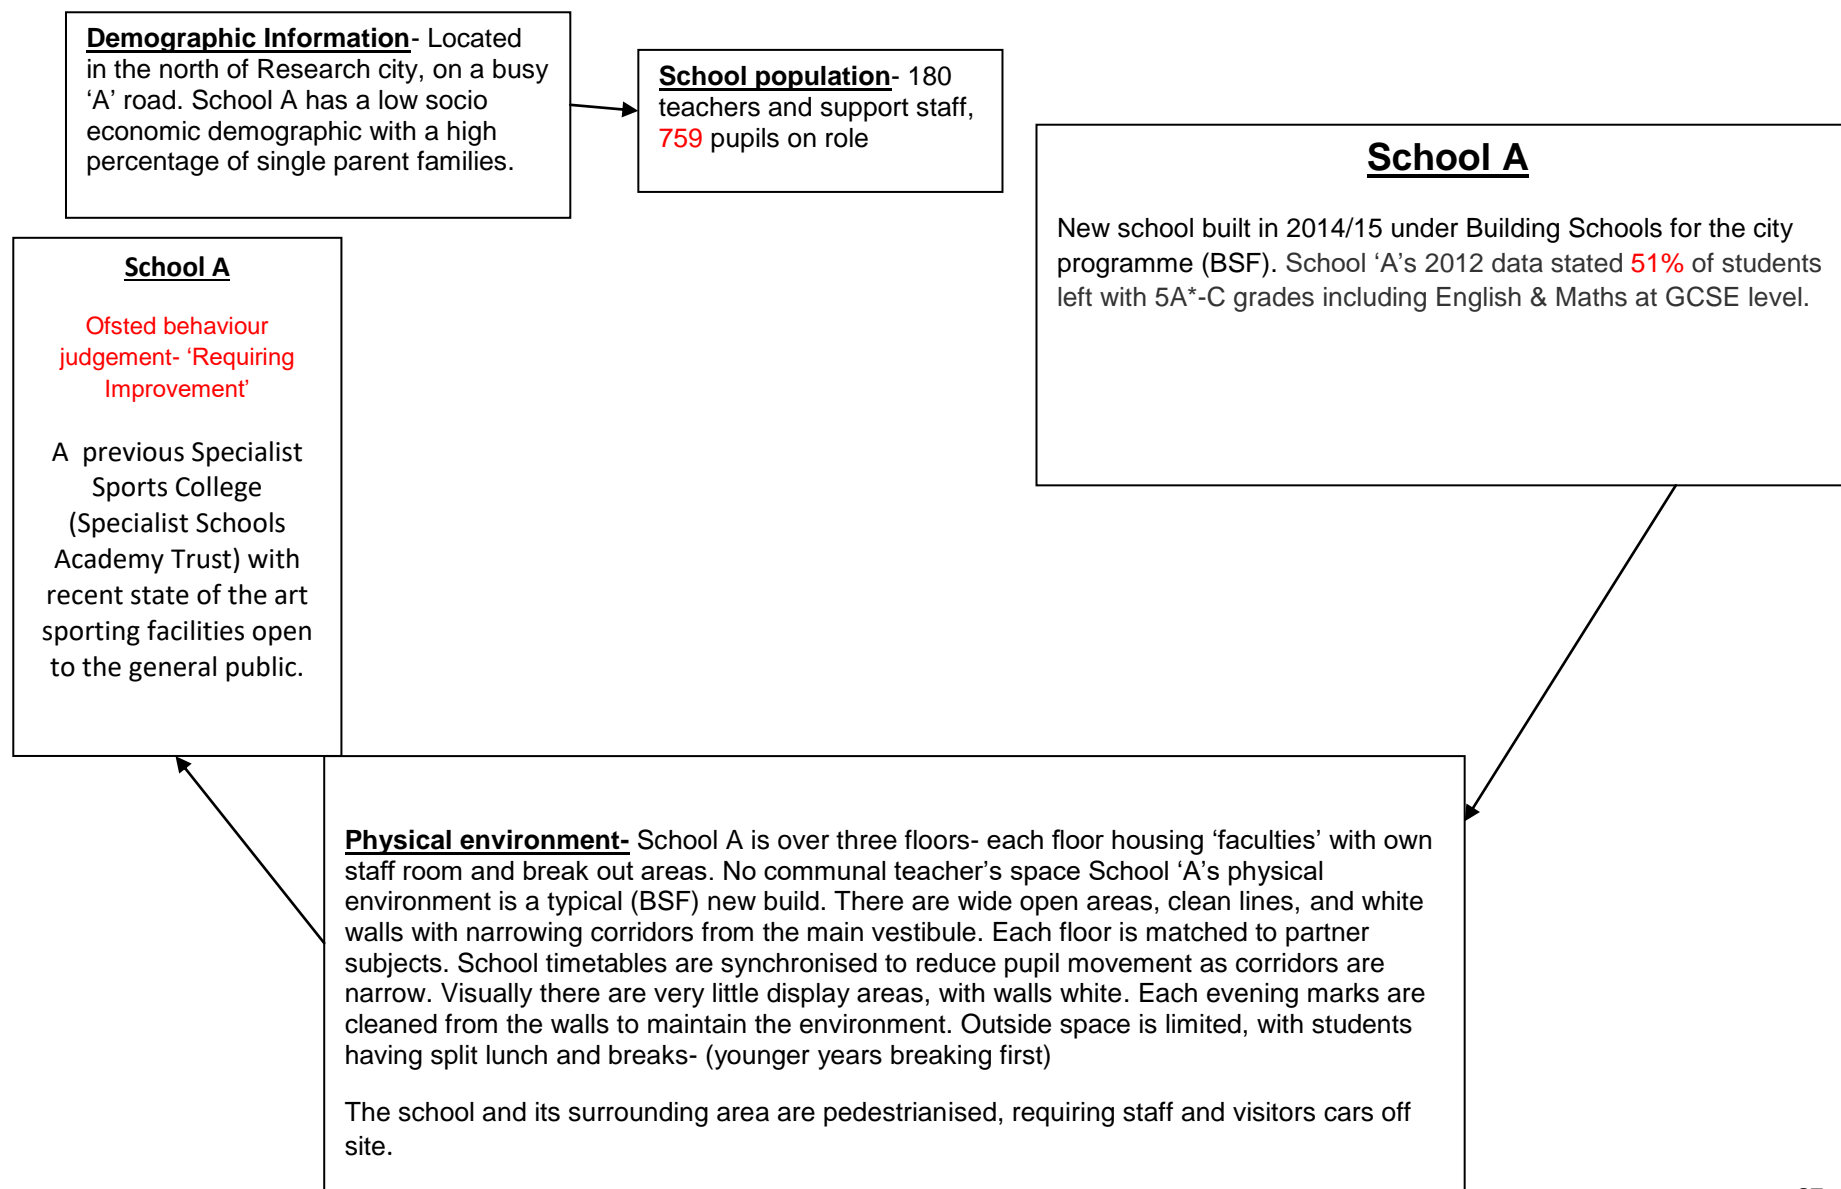 Demographic Information- Located
in the north of Research city, on a busy
‘A’ road. School A has a low socio
economic demographic with a high
percentage of single parent families.
School population- 180
teachers and support staff,
759 pupils on role
School A
New school built in 2014/15 under Building Schools for the city
programme (BSF). School ‘A’s 2012 data stated 51% of students
left with 5A*-C grades including English & Maths at GCSE level.
School A
Ofsted behaviour
judgement- ‘Requiring
Improvement’
A  previous Specialist
Sports College
(Specialist Schools
Academy Trust) with
recent state of the art
sporting facilities open
to the general public.
Physical environment- School A is over three floors- each floor housing ‘faculties’ with own
staff room and break out areas. No communal teacher’s space School ‘A’s physical
environment is a typical (BSF) new build. There are wide open areas, clean lines, and white
walls with narrowing corridors from the main vestibule. Each floor is matched to partner
subjects. School timetables are synchronised to reduce pupil movement as corridors are
narrow. Visually there are very little display areas, with walls white. Each evening marks are
cleaned from the walls to maintain the environment. Outside space is limited, with students
having split lunch and breaks- (younger years breaking first)
The school and its surrounding area are pedestrianised, requiring staff and visitors cars off
site.